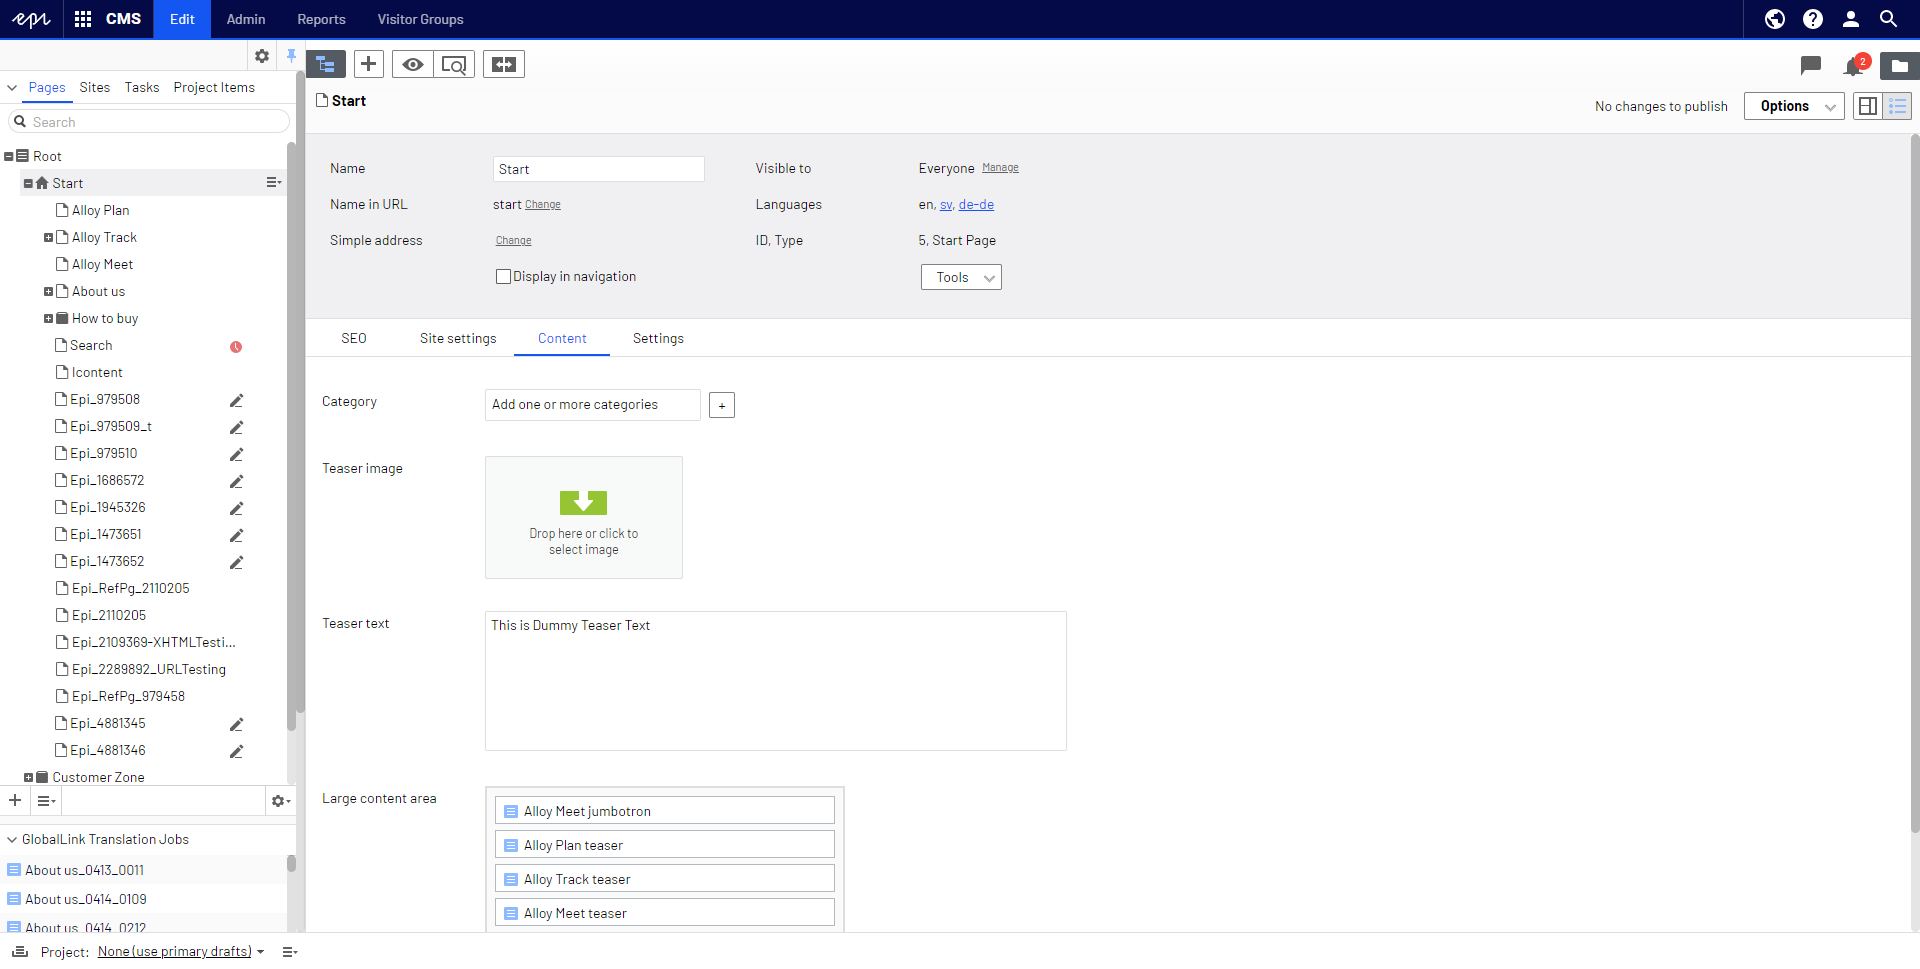 epi CMS Edit Admin Reports Visitor Groups
2
Pages Sites Tasks Project Items
Search
Root
Start
Alloy Plan
Alloy Track
Alloy Meet
About us
How to buy
Search
Icontent
Epi_979508
Epi_979509_t
Epi_979510
Epi_1686572
Epi_1945326
Epi_1473651
Epi_1473652
Epi_RefPg_2110205
Epi_2110205
Epi_2109369-XHTMLTesti...
Epi_2289892_URLTesting
Epi_RefPg_979458
Epi_4881345
Epi_4881346
Customer Zone
GlobalLink Translation Jobs
About us_0413_0011
About us_0414_0109
About us_0414_0212
Project: None (use primary drafts)
Start
No changes to publish Options
Name Start Visible to Everyone Manage
Name in URL start Change Languages en, sv, de-de
Simple address Change ID, Type 5, Start Page
Display in navigation Tools
SEO Site settings Content Settings
Category Add one or more categories +
Teaser image
Drop here or click to
select image
Teaser text This is Dummy Teaser Text
Large content area
Alloy Meet jumbotron
Alloy Plan teaser
Alloy Track teaser
Alloy Meet teaser